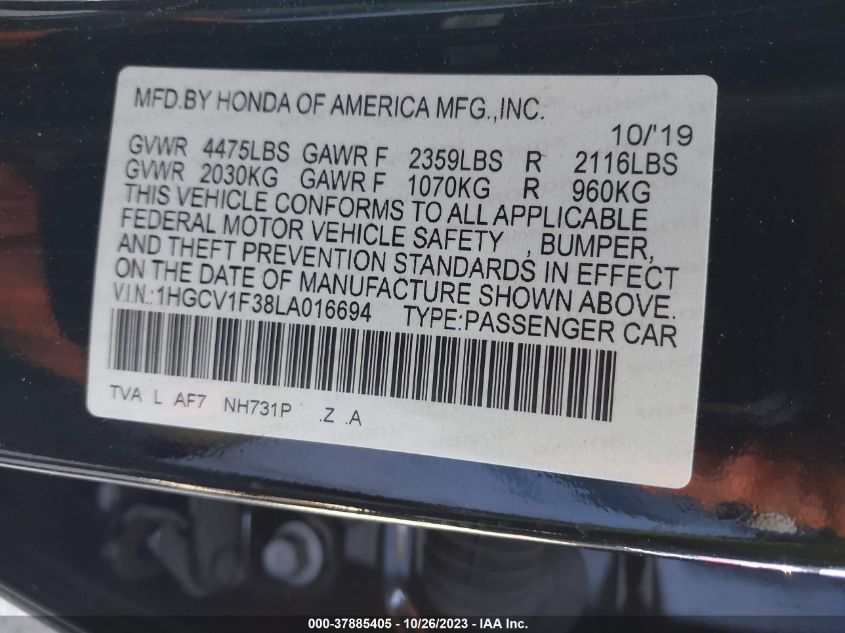 MFD.BY HONDA OF AMERICA MFG.,INC.
10/'19
GVWR 4475LBS GAWR F 2359LBS R 2116LBS
GVWR 2030KG GAWR F 1070KG R 960KG
THIS VEHICLE CONFORMS TO ALL APPLICABLE
FEDERAL MOTOR VEHICLE SAFETY , BUMPER,
AND THEFT PREVENTION STANDARDS IN EFFECT
ON THE DATE OF MANUFACTURE SHOWN ABOVE.
V.I.N.:1HGCV1F38LA016694 TYPE:PASSENGER CAR
TVA L AF7 NH731P .Z .A
000-37885405 - 10/26/2023 - IAA Inc.